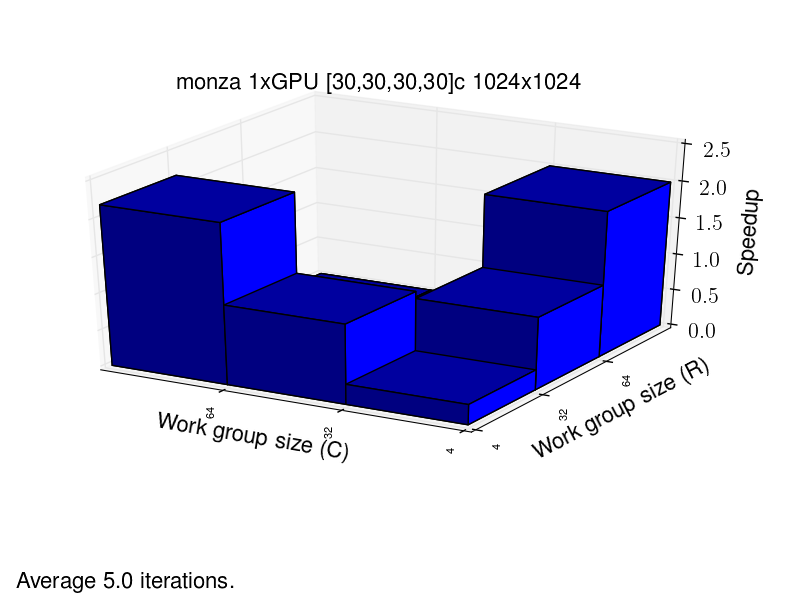 monza 1xGPU [30,30,30,30]c 1024x1024
2.5
2.0
1.5
1.0
0.5
0.0
Speedup
64
32
4
Work group size (C)
4
32
64
Work group size (R)
Average 5.0 iterations.